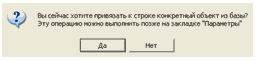 Вы сейчас хотите привязать к строке конкретный объект из базы?
Эту операцию можно выполнить позже на закладке "Параметры"
Да
Нет